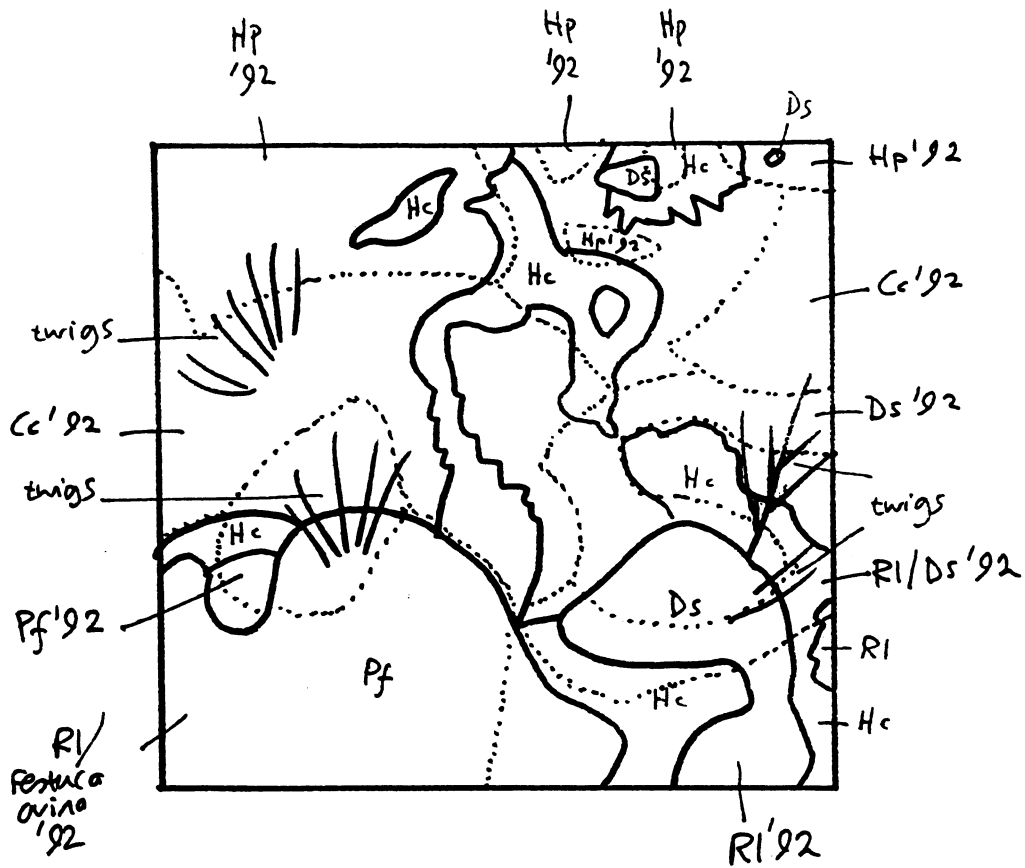 Hp
'92
Hp
'92
Hp
'92
Ds
Hp'92
Hc
Ds
Hc
Hp'92
Hc
Cc'92
twigs
Ds'92
Cc'92
Hc
twigs
twigs
Hc
Rl/Ds'92
Pf'92
Ds
Rl
Pf
Hc
Hc
Rl/
Festuca
ovina
'92
Rl'92